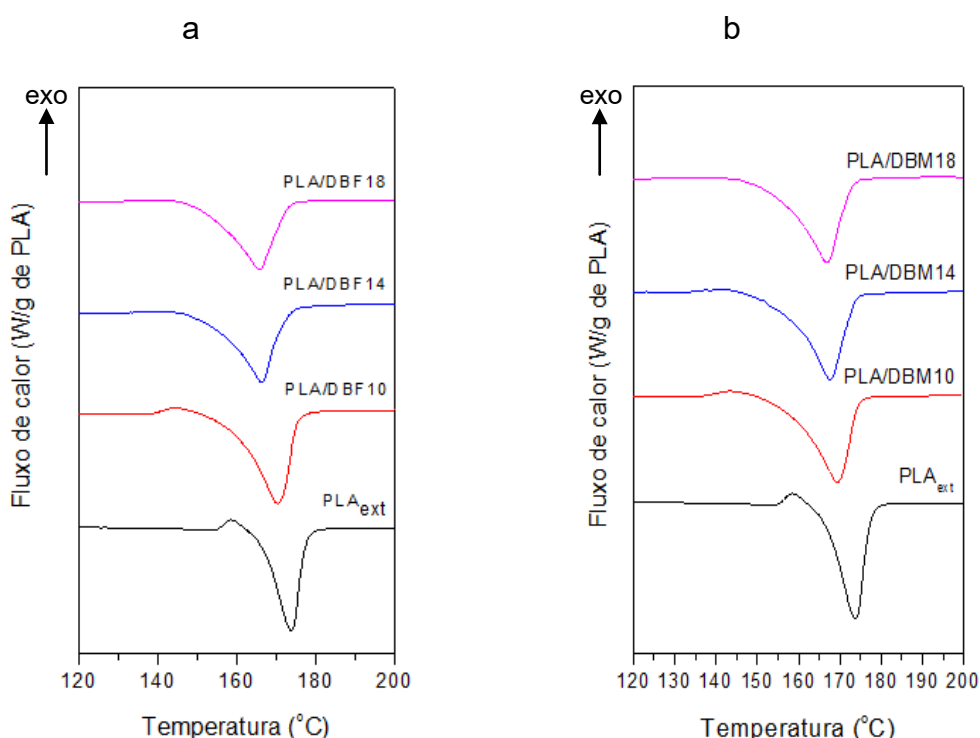 a
exo
Fluxo de calor (W/g de PLA)
PLA/DBF18
PLA/DBF14
PLA/DBF10
PLAext
120 140 160 180 200
Temperatura (°C)
b
exo
Fluxo de calor (W/g de PLA)
PLA/DBM18
PLA/DBM14
PLA/DBM10
PLAext
120 130 140 150 160 170 180 190 200
Temperatura (°C)